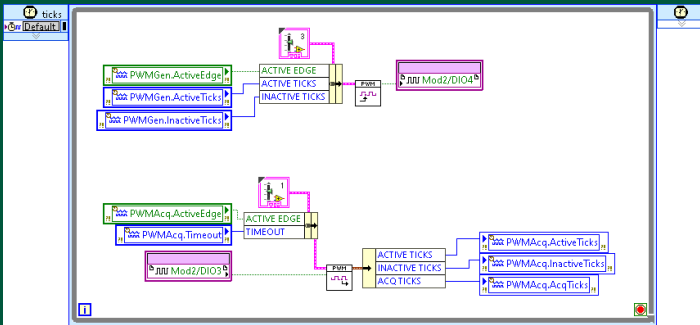 ticks
Default
3
PWMGen.ActiveEdge
ACTIVE EDGE
PWM
Mod2/DIO4
PWMGen.ActiveTicks
ACTIVE TICKS
PWMGen.InactiveTicks
INACTIVE TICKS
1
PWMAcq.ActiveEdge
ACTIVE EDGE
PWMAcq.Timeout
TIMEOUT
Mod2/DIO3
PWM
ACTIVE TICKS
PWMAcq.ActiveTicks
INACTIVE TICKS
PWMAcq.InactiveTicks
ACQ TICKS
PWMAcq.AcqTicks
i